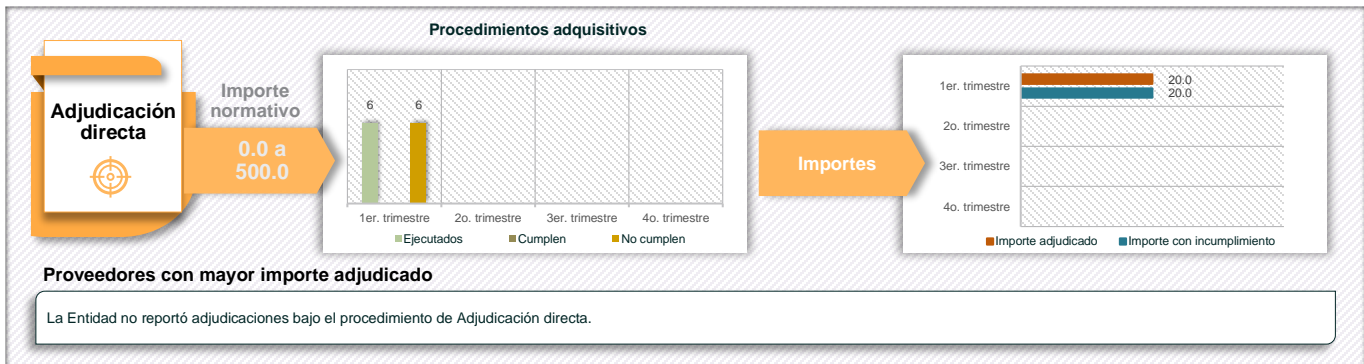 Procedimientos adquisitivos
Adjudicación
directa
Importe
normativo
0.0 a
500.0
6 6
1er. trimestre 2o. trimestre 3er. trimestre 4o. trimestre
Ejecutados Cumplen No cumplen
Importes
1er. trimestre
20.0
20.0
2o. trimestre
3er. trimestre
4o. trimestre
Importe adjudicado Importe con incumplimiento
Proveedores con mayor importe adjudicado
La Entidad no reportó adjudicaciones bajo el procedimiento de Adjudicación directa.